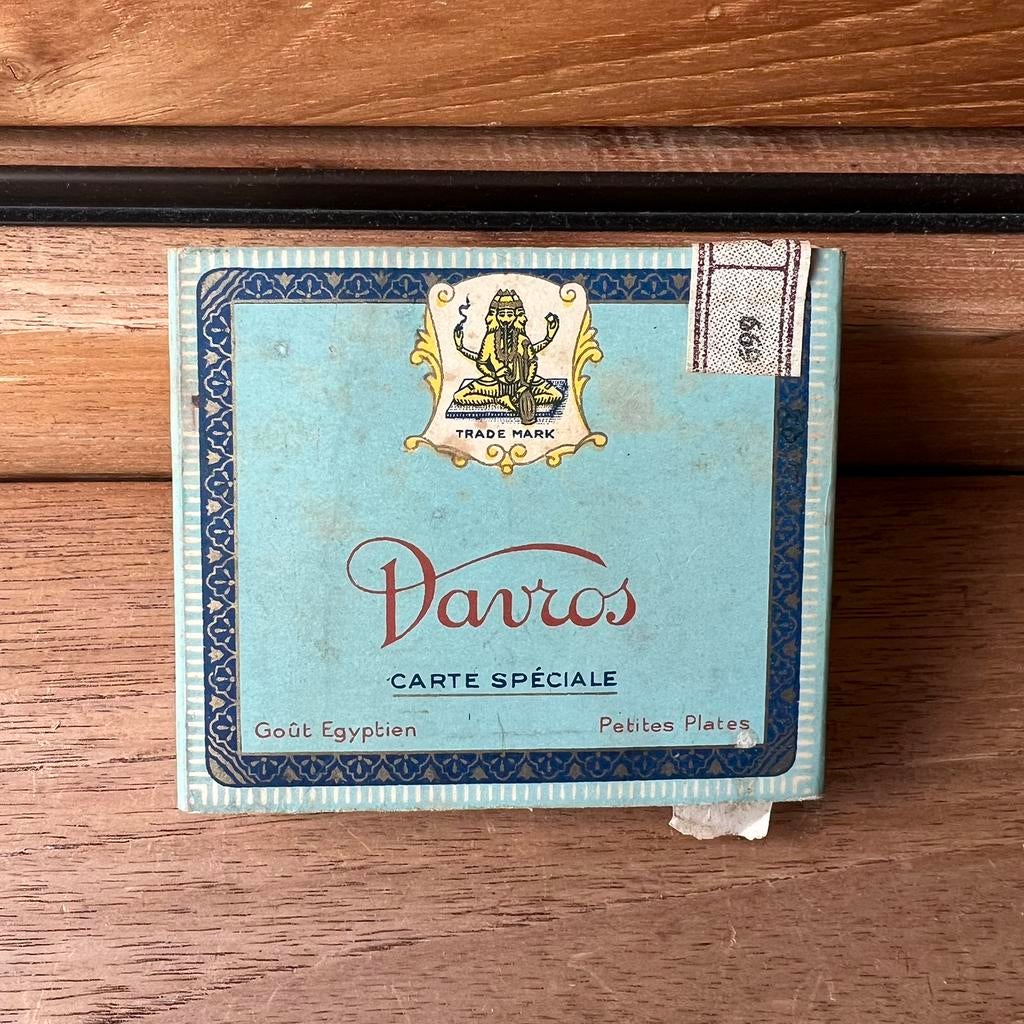 TRADE MARK
Davros
CARTE SPÉCIALE
Goût Egyptien
Petites Plates